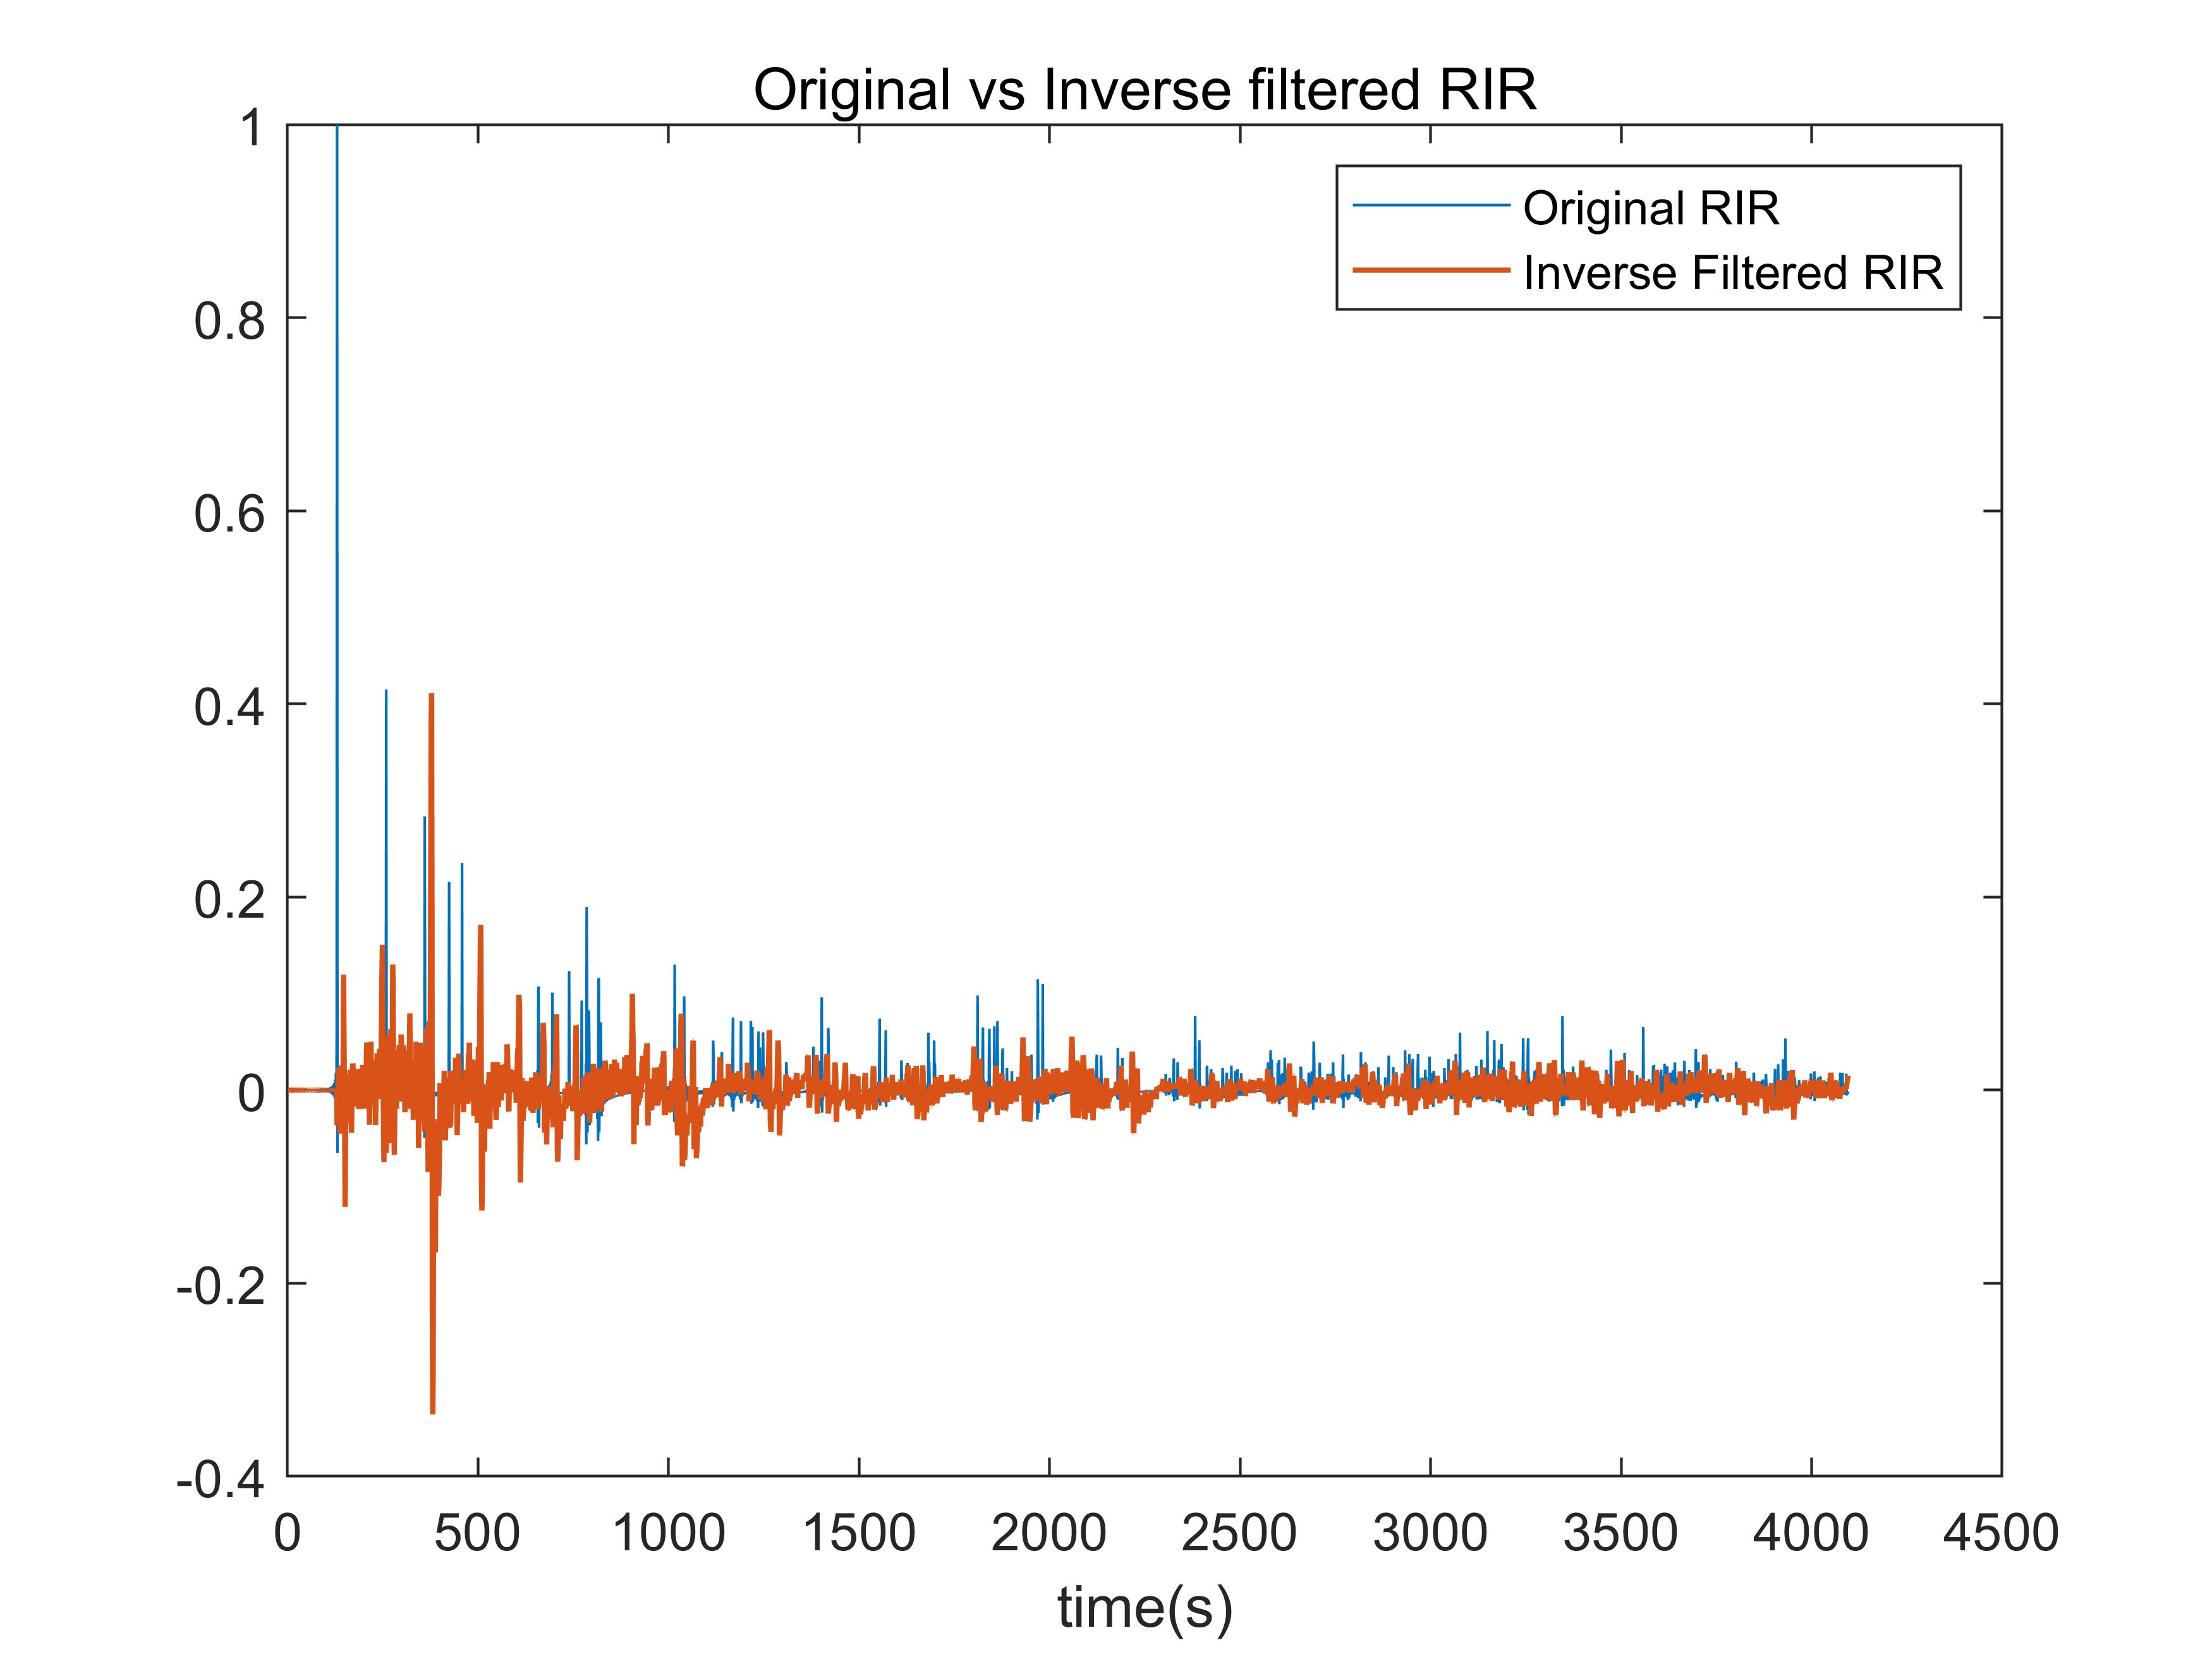 Original vs Inverse filtered RIR
1
Original RIR
Inverse Filtered RIR
0.8
0.6
0.4
0.2
0
-0.2
-0.4
0 500 1000 1500 2000 2500 3000 3500 4000 4500
time(s)